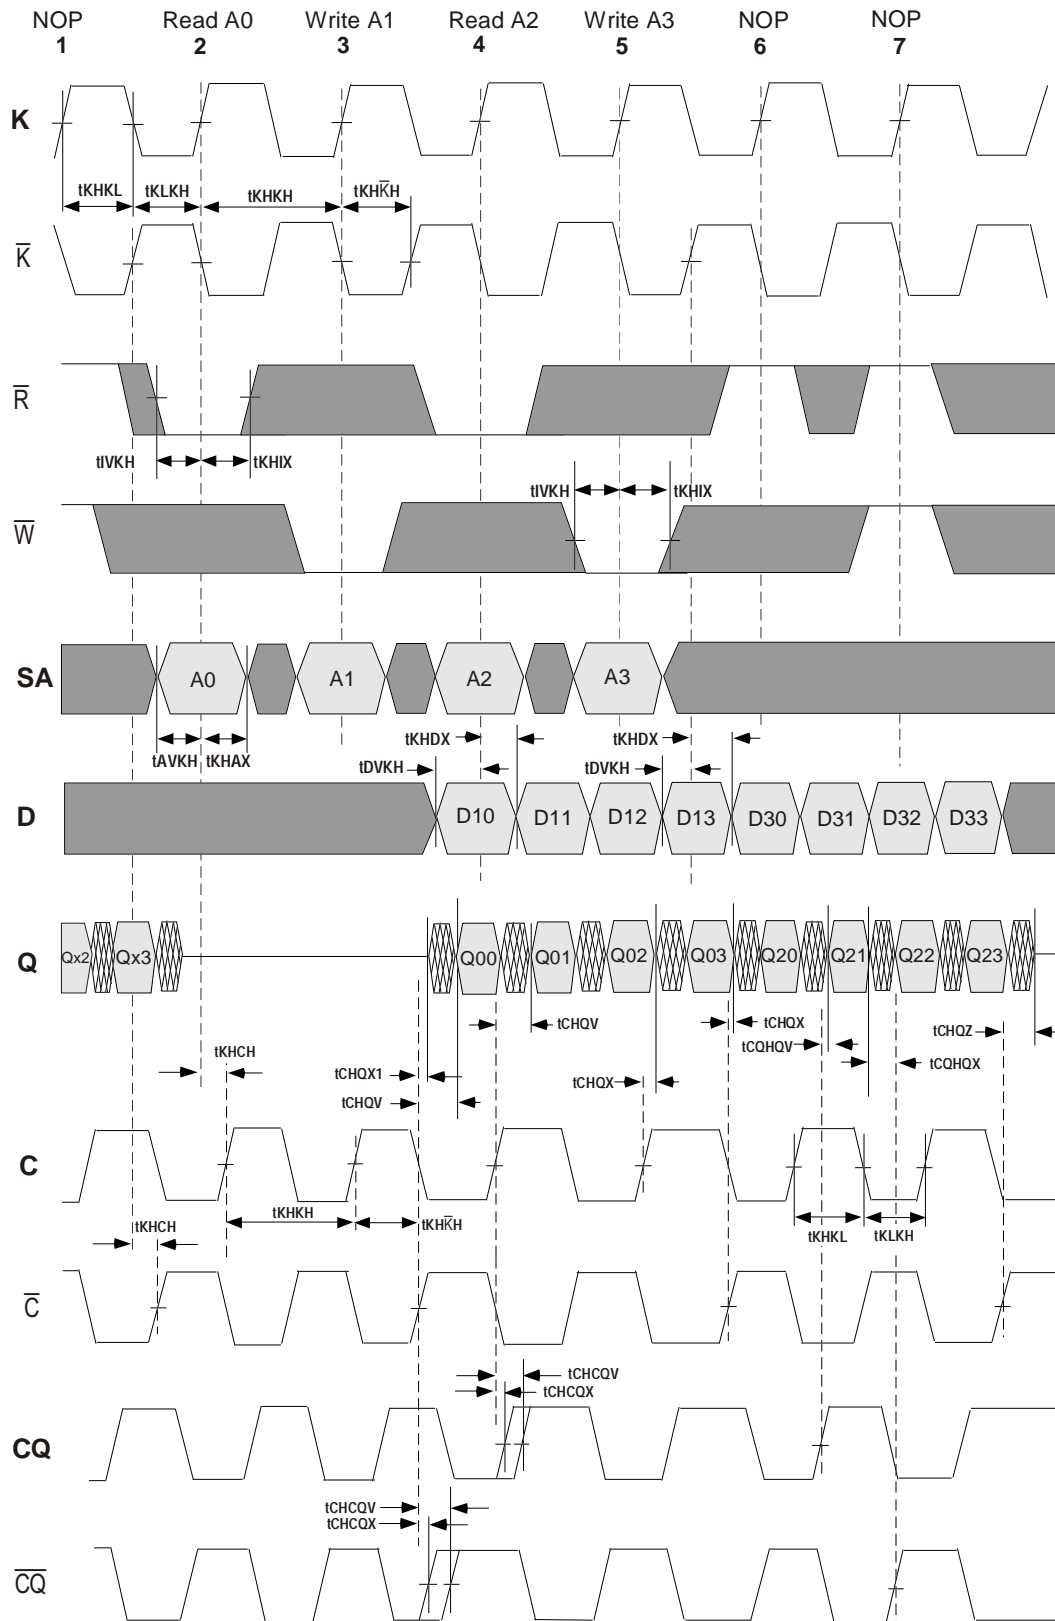 NOP Read A0 Write A1 Read A2 Write A3 NOP NOP
1 2 3 4 5 6 7
K
tKHKL tKLKH tKHKH tKHK̅H
K̅
R̅
tIVKH tKHIX
tIVKH tKHIX
W̅
SA A0 A1 A2 A3
tAVKH tKHAX
tKHDX tKHDX
tDVKH tDVKH
D D10 D11 D12 D13 D30 D31 D32 D33
Q Qx2 Qx3 Q00 Q01 Q02 Q03 Q20 Q21 Q22 Q23
tCHQV tCHQX tCHQZ
tCQHQV
tKHCH tCHQX1 tCHQX tCQHQX
tCHQV
C
tKHCH tKHKH tKHK̅H tKHKL tKLKH
C̅
tCHCQV
tCHCQX
CQ
tCHCQV
tCHCQX
C̅Q̅